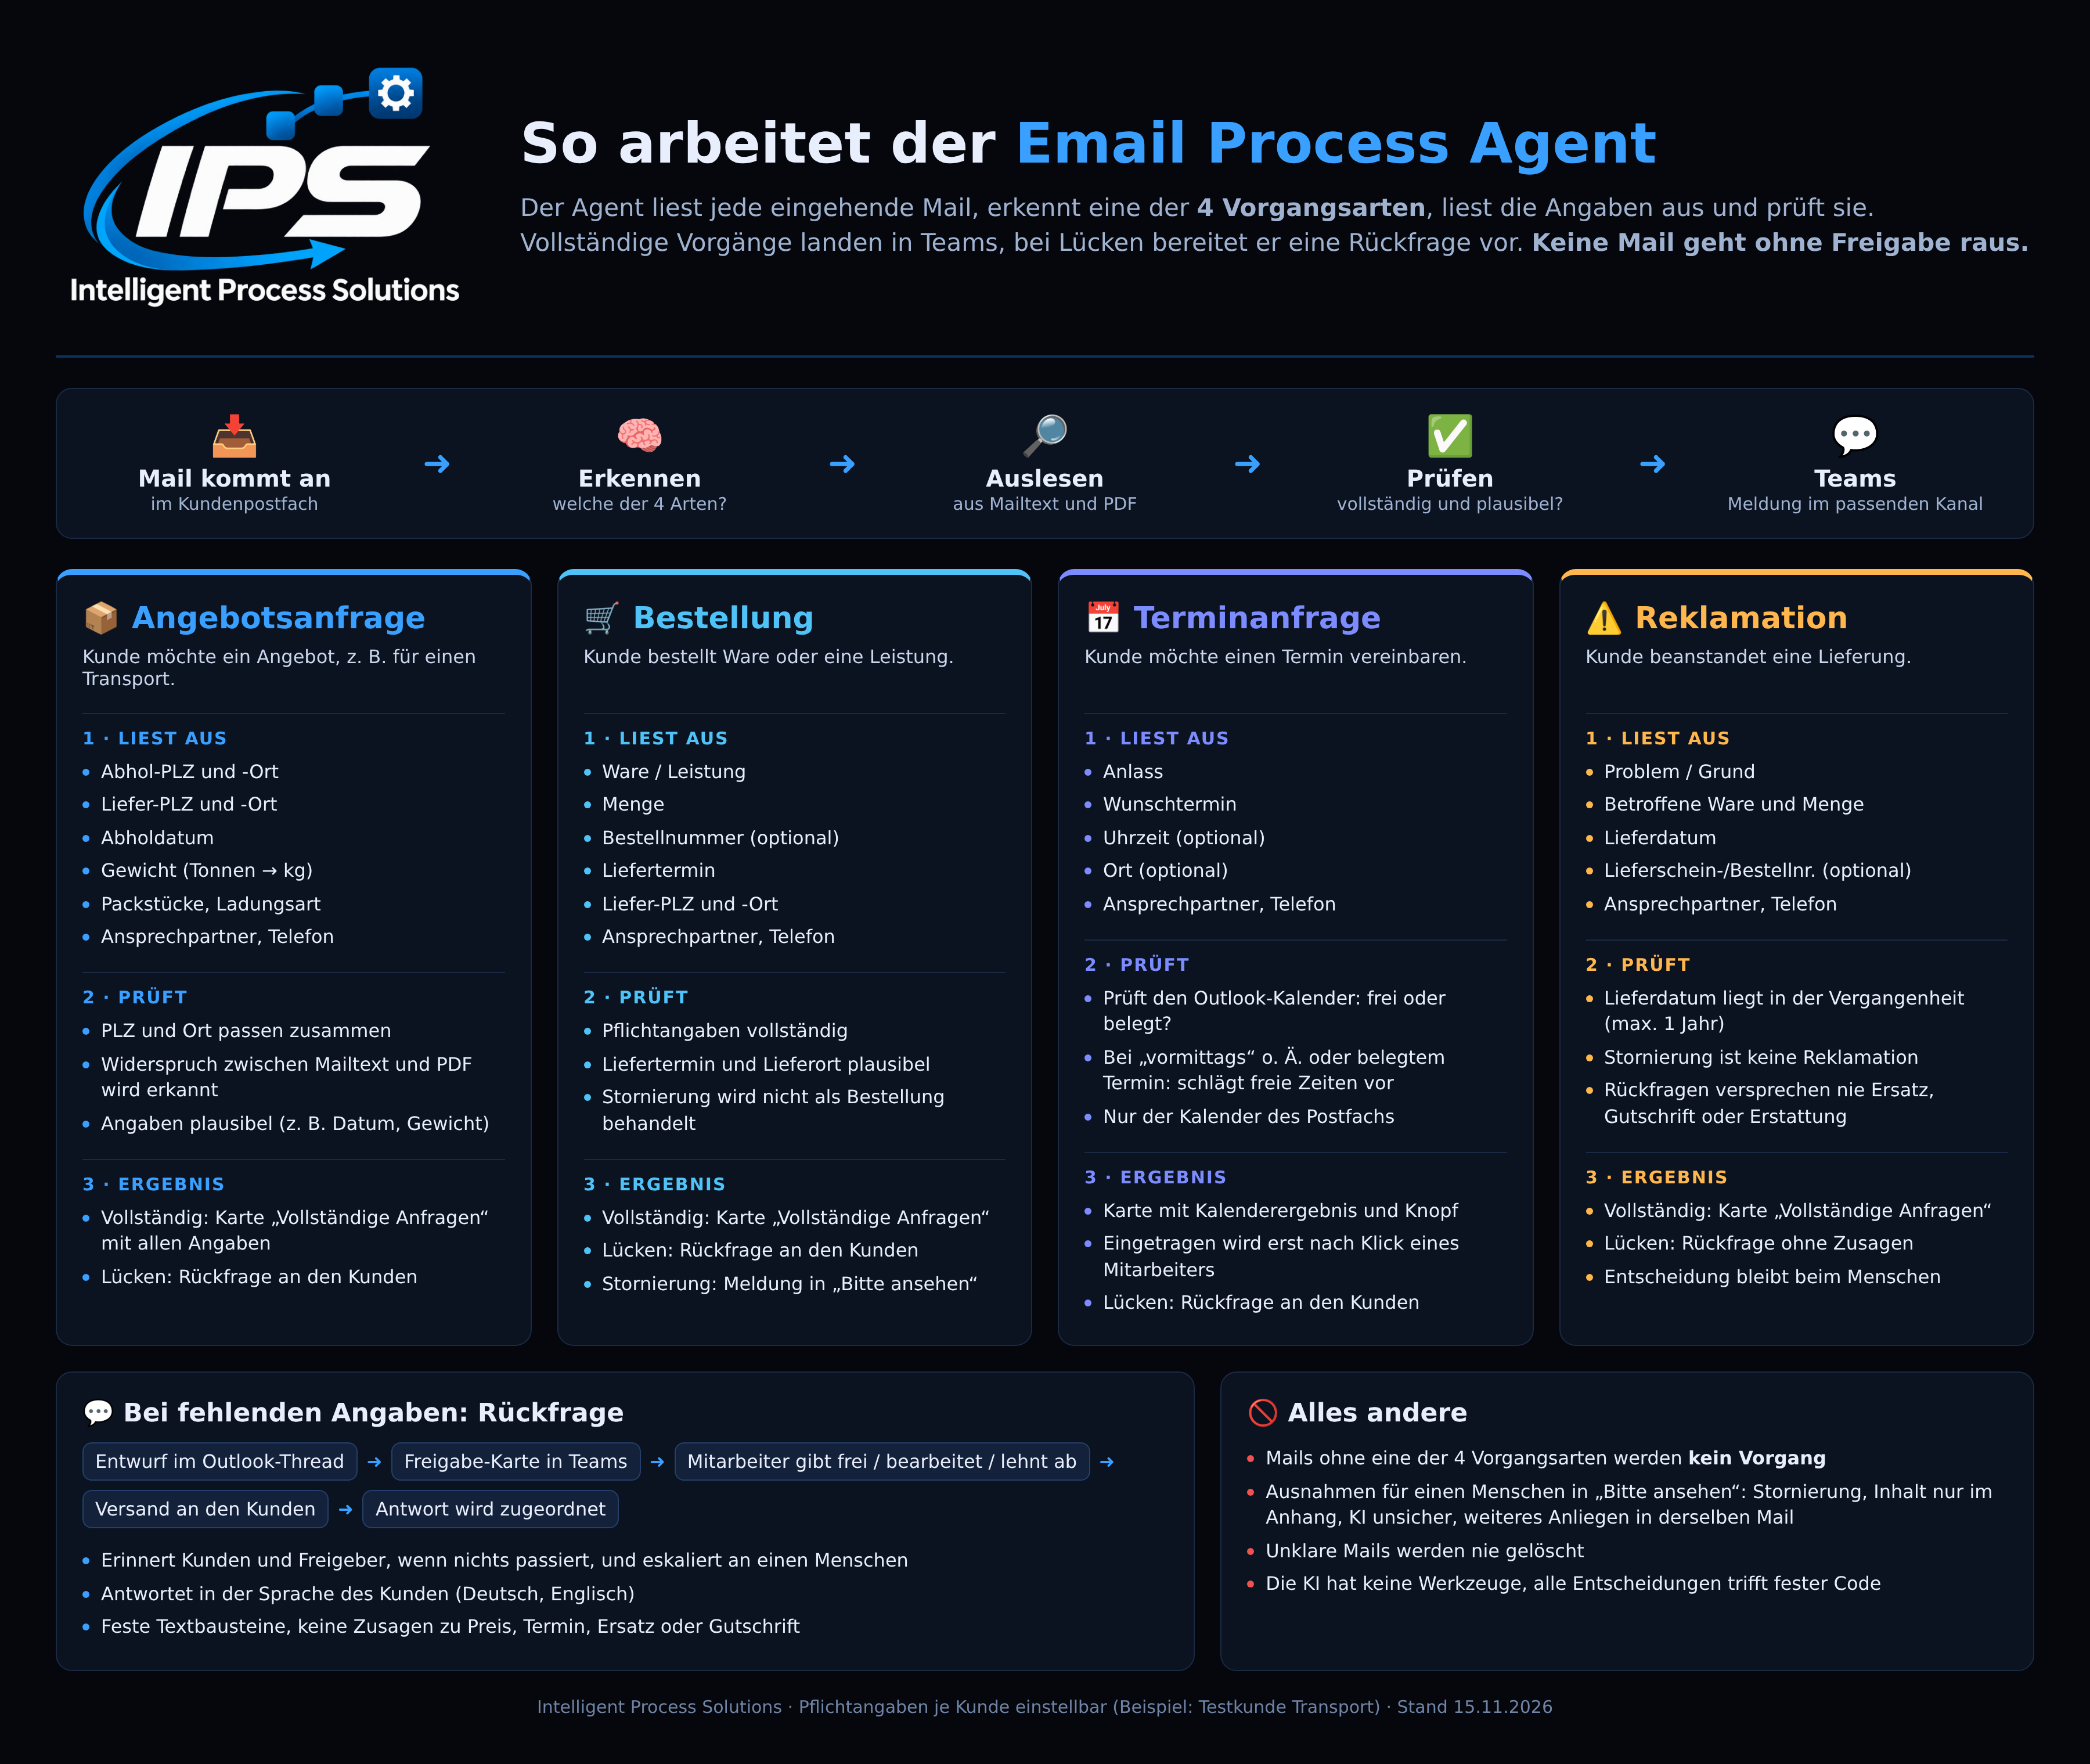 IPS
Intelligent Process Solutions
So arbeitet der Email Process Agent
Der Agent liest jede eingehende Mail, erkennt eine der 4 Vorgangsarten, liest die Angaben aus und prüft sie.
Vollständige Vorgänge landen in Teams, bei Lücken bereitet er eine Rückfrage vor. Keine Mail geht ohne Freigabe raus.
Mail kommt an
im Kundenpostfach
➜
Erkennen
welche der 4 Arten?
➜
Auslesen
aus Mailtext und PDF
➜
Prüfen
vollständig und plausibel?
➜
Teams
Meldung im passenden Kanal
Angebotsanfrage
Kunde möchte ein Angebot, z. B. für einen
Transport.
1 · LIEST AUS
• Abhol-PLZ und -Ort
• Liefer-PLZ und -Ort
• Abholdatum
• Gewicht (Tonnen → kg)
• Packstücke, Ladungsart
• Ansprechpartner, Telefon
2 · PRÜFT
• PLZ und Ort passen zusammen
• Widerspruch zwischen Mailtext und PDF
wird erkannt
• Angaben plausibel (z. B. Datum, Gewicht)
3 · ERGEBNIS
• Vollständig: Karte „Vollständige Anfragen“
mit allen Angaben
• Lücken: Rückfrage an den Kunden
Bestellung
Kunde bestellt Ware oder eine Leistung.
1 · LIEST AUS
• Ware / Leistung
• Menge
• Bestellnummer (optional)
• Liefertermin
• Liefer-PLZ und -Ort
• Ansprechpartner, Telefon
2 · PRÜFT
• Pflichtangaben vollständig
• Liefertermin und Lieferort plausibel
• Stornierung wird nicht als Bestellung
behandelt
3 · ERGEBNIS
• Vollständig: Karte „Vollständige Anfragen“
• Lücken: Rückfrage an den Kunden
• Stornierung: Meldung in „Bitte ansehen“
July
17
Terminanfrage
Kunde möchte einen Termin vereinbaren.
1 · LIEST AUS
• Anlass
• Wunschtermin
• Uhrzeit (optional)
• Ort (optional)
• Ansprechpartner, Telefon
2 · PRÜFT
• Prüft den Outlook-Kalender: frei oder
belegt?
• Bei „vormittags“ o. Ä. oder belegtem
Termin: schlägt freie Zeiten vor
• Nur der Kalender des Postfachs
3 · ERGEBNIS
• Karte mit Kalenderergebnis und Knopf
• Eingetragen wird erst nach Klick eines
Mitarbeiters
• Lücken: Rückfrage an den Kunden
Reklamation
Kunde beanstandet eine Lieferung.
1 · LIEST AUS
• Problem / Grund
• Betroffene Ware und Menge
• Lieferdatum
• Lieferschein-/Bestellnr. (optional)
• Ansprechpartner, Telefon
2 · PRÜFT
• Lieferdatum liegt in der Vergangenheit
(max. 1 Jahr)
• Stornierung ist keine Reklamation
• Rückfragen versprechen nie Ersatz,
Gutschrift oder Erstattung
3 · ERGEBNIS
• Vollständig: Karte „Vollständige Anfragen“
• Lücken: Rückfrage ohne Zusagen
• Entscheidung bleibt beim Menschen
Bei fehlenden Angaben: Rückfrage
Entwurf im Outlook-Thread ➜ Freigabe-Karte in Teams ➜ Mitarbeiter gibt frei / bearbeitet / lehnt ab ➜
Versand an den Kunden ➜ Antwort wird zugeordnet
• Erinnert Kunden und Freigeber, wenn nichts passiert, und eskaliert an einen Menschen
• Antwortet in der Sprache des Kunden (Deutsch, Englisch)
• Feste Textbausteine, keine Zusagen zu Preis, Termin, Ersatz oder Gutschrift
Alles andere
• Mails ohne eine der 4 Vorgangsarten werden kein Vorgang
• Ausnahmen für einen Menschen in „Bitte ansehen“: Stornierung, Inhalt nur im
Anhang, KI unsicher, weiteres Anliegen in derselben Mail
• Unklare Mails werden nie gelöscht
• Die KI hat keine Werkzeuge, alle Entscheidungen trifft fester Code
Intelligent Process Solutions · Pflichtangaben je Kunde einstellbar (Beispiel: Testkunde Transport) · Stand 15.11.2026